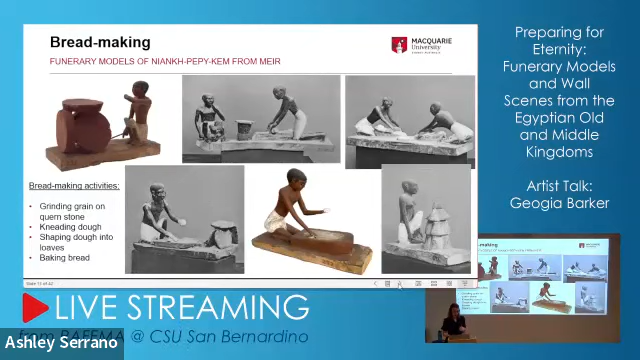 Bread-making
MACQUARIE
University
FUNERARY MODELS OF NIANKH-PEPY-KEM FROM MEIR
Bread-making activities:
• Grinding grain on
quern stone
• Kneading dough
• Shaping dough into
loaves
• Baking bread
Preparing for
Eternity:
Funerary Models
and Wall
Scenes from the
Egyptian Old
and Middle
Kingdoms
Artist Talk:
Geogia Barker
LIVE STREAMING
from RAFFMA @ CSU San Bernardino
Ashley Serrano